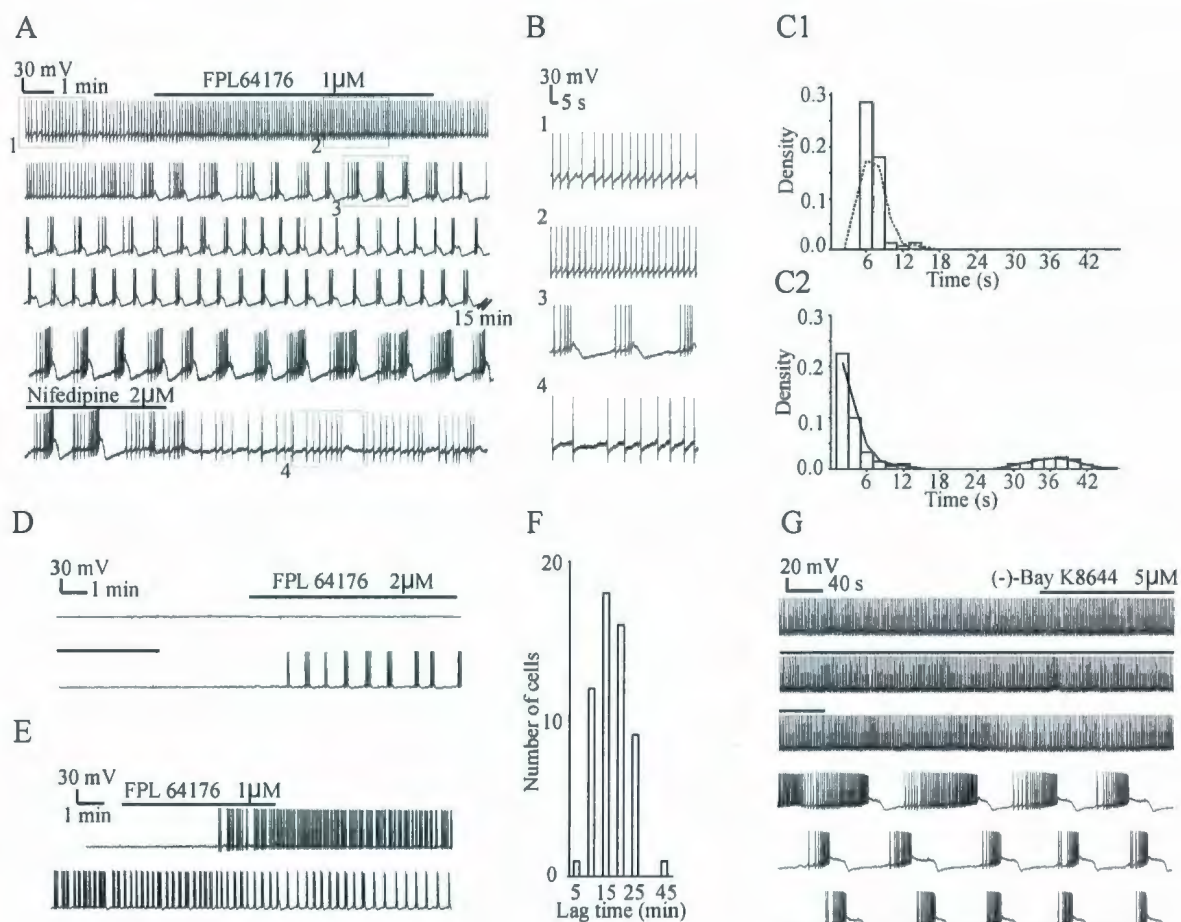 A
30 mV
1 min
FPL64176 1µM
1
2
3
15 min
Nifedipine 2µM
4
B
30 mV
5 s
1
2
3
4
C1
Density
0.3
0.2
0.1
0.0
6 12 18 24 30 36 42
Time (s)
C2
Density
0.3
0.2
0.1
0.0
6 12 18 24 30 36 42
Time (s)
D
30 mV
1 min
FPL 64176 2µM
E
30 mV
1 min
FPL 64176 1µM
F
Number of cells
20
10
0
5 15 25 45
Lag time (min)
G
20 mV
40 s
(-)-Bay K8644 5µM